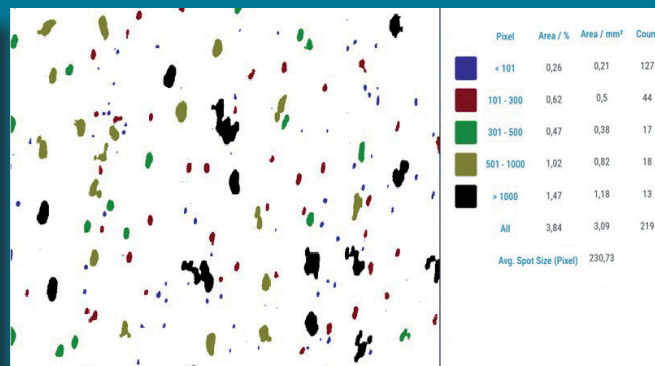 Pixel Area / % Area / mm² Coun
< 101 0,26 0,21 127
101 - 300 0,62 0,5 44
301 - 500 0,47 0,38 17
501 - 1000 1,02 0,82 18
> 1000 1,47 1,18 13
All 3,84 3,09 219
Avg. Spot Size (Pixel) 230,73